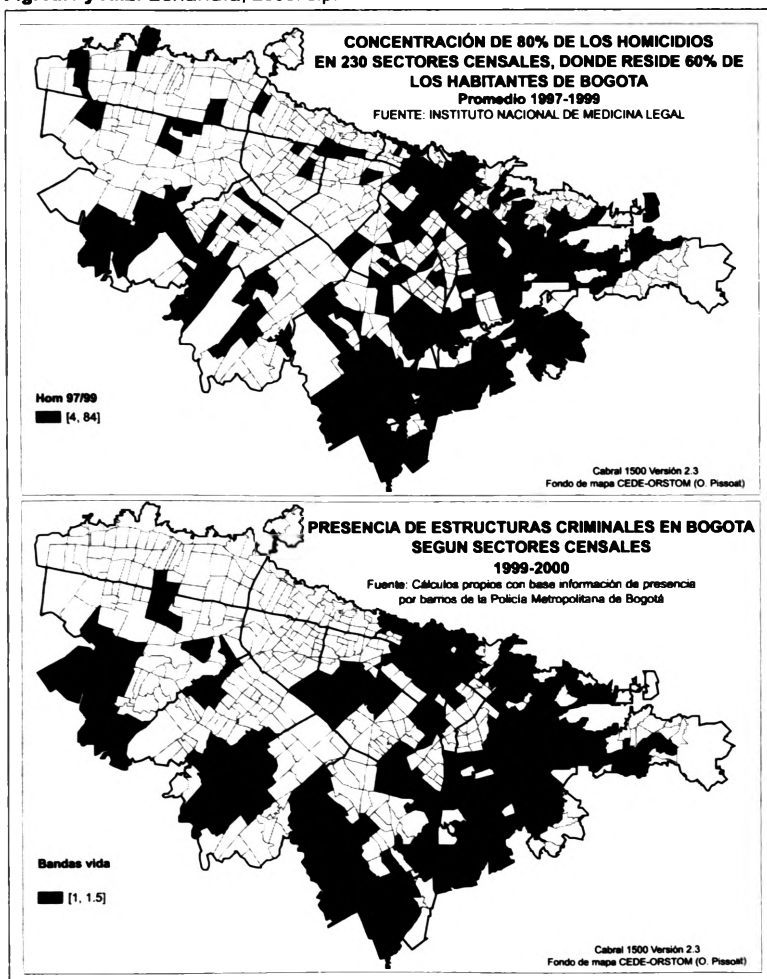 CONCENTRACIÓN DE 80% DE LOS HOMICIDIOS
EN 230 SECTORES CENSALES, DONDE RESIDE 60% DE
LOS HABITANTES DE BOGOTA
Promedio 1997-1999
FUENTE: INSTITUTO NACIONAL DE MEDICINA LEGAL
Hom 97/99
[4, 84]
Cabral 1500 Versión 2.3
Fondo de mapa CEDE-ORSTOM (O. Pissoat)
PRESENCIA DE ESTRUCTURAS CRIMINALES EN BOGOTA
SEGUN SECTORES CENSALES
1999-2000
Fuente: Cálculos propios con base información de presencia
por barrios de la Policía Metropolitana de Bogotá
Bandas vida
[1, 1.5]
Cabral 1500 Versión 2.3
Fondo de mapa CEDE-ORSTOM (O. Pissoat)